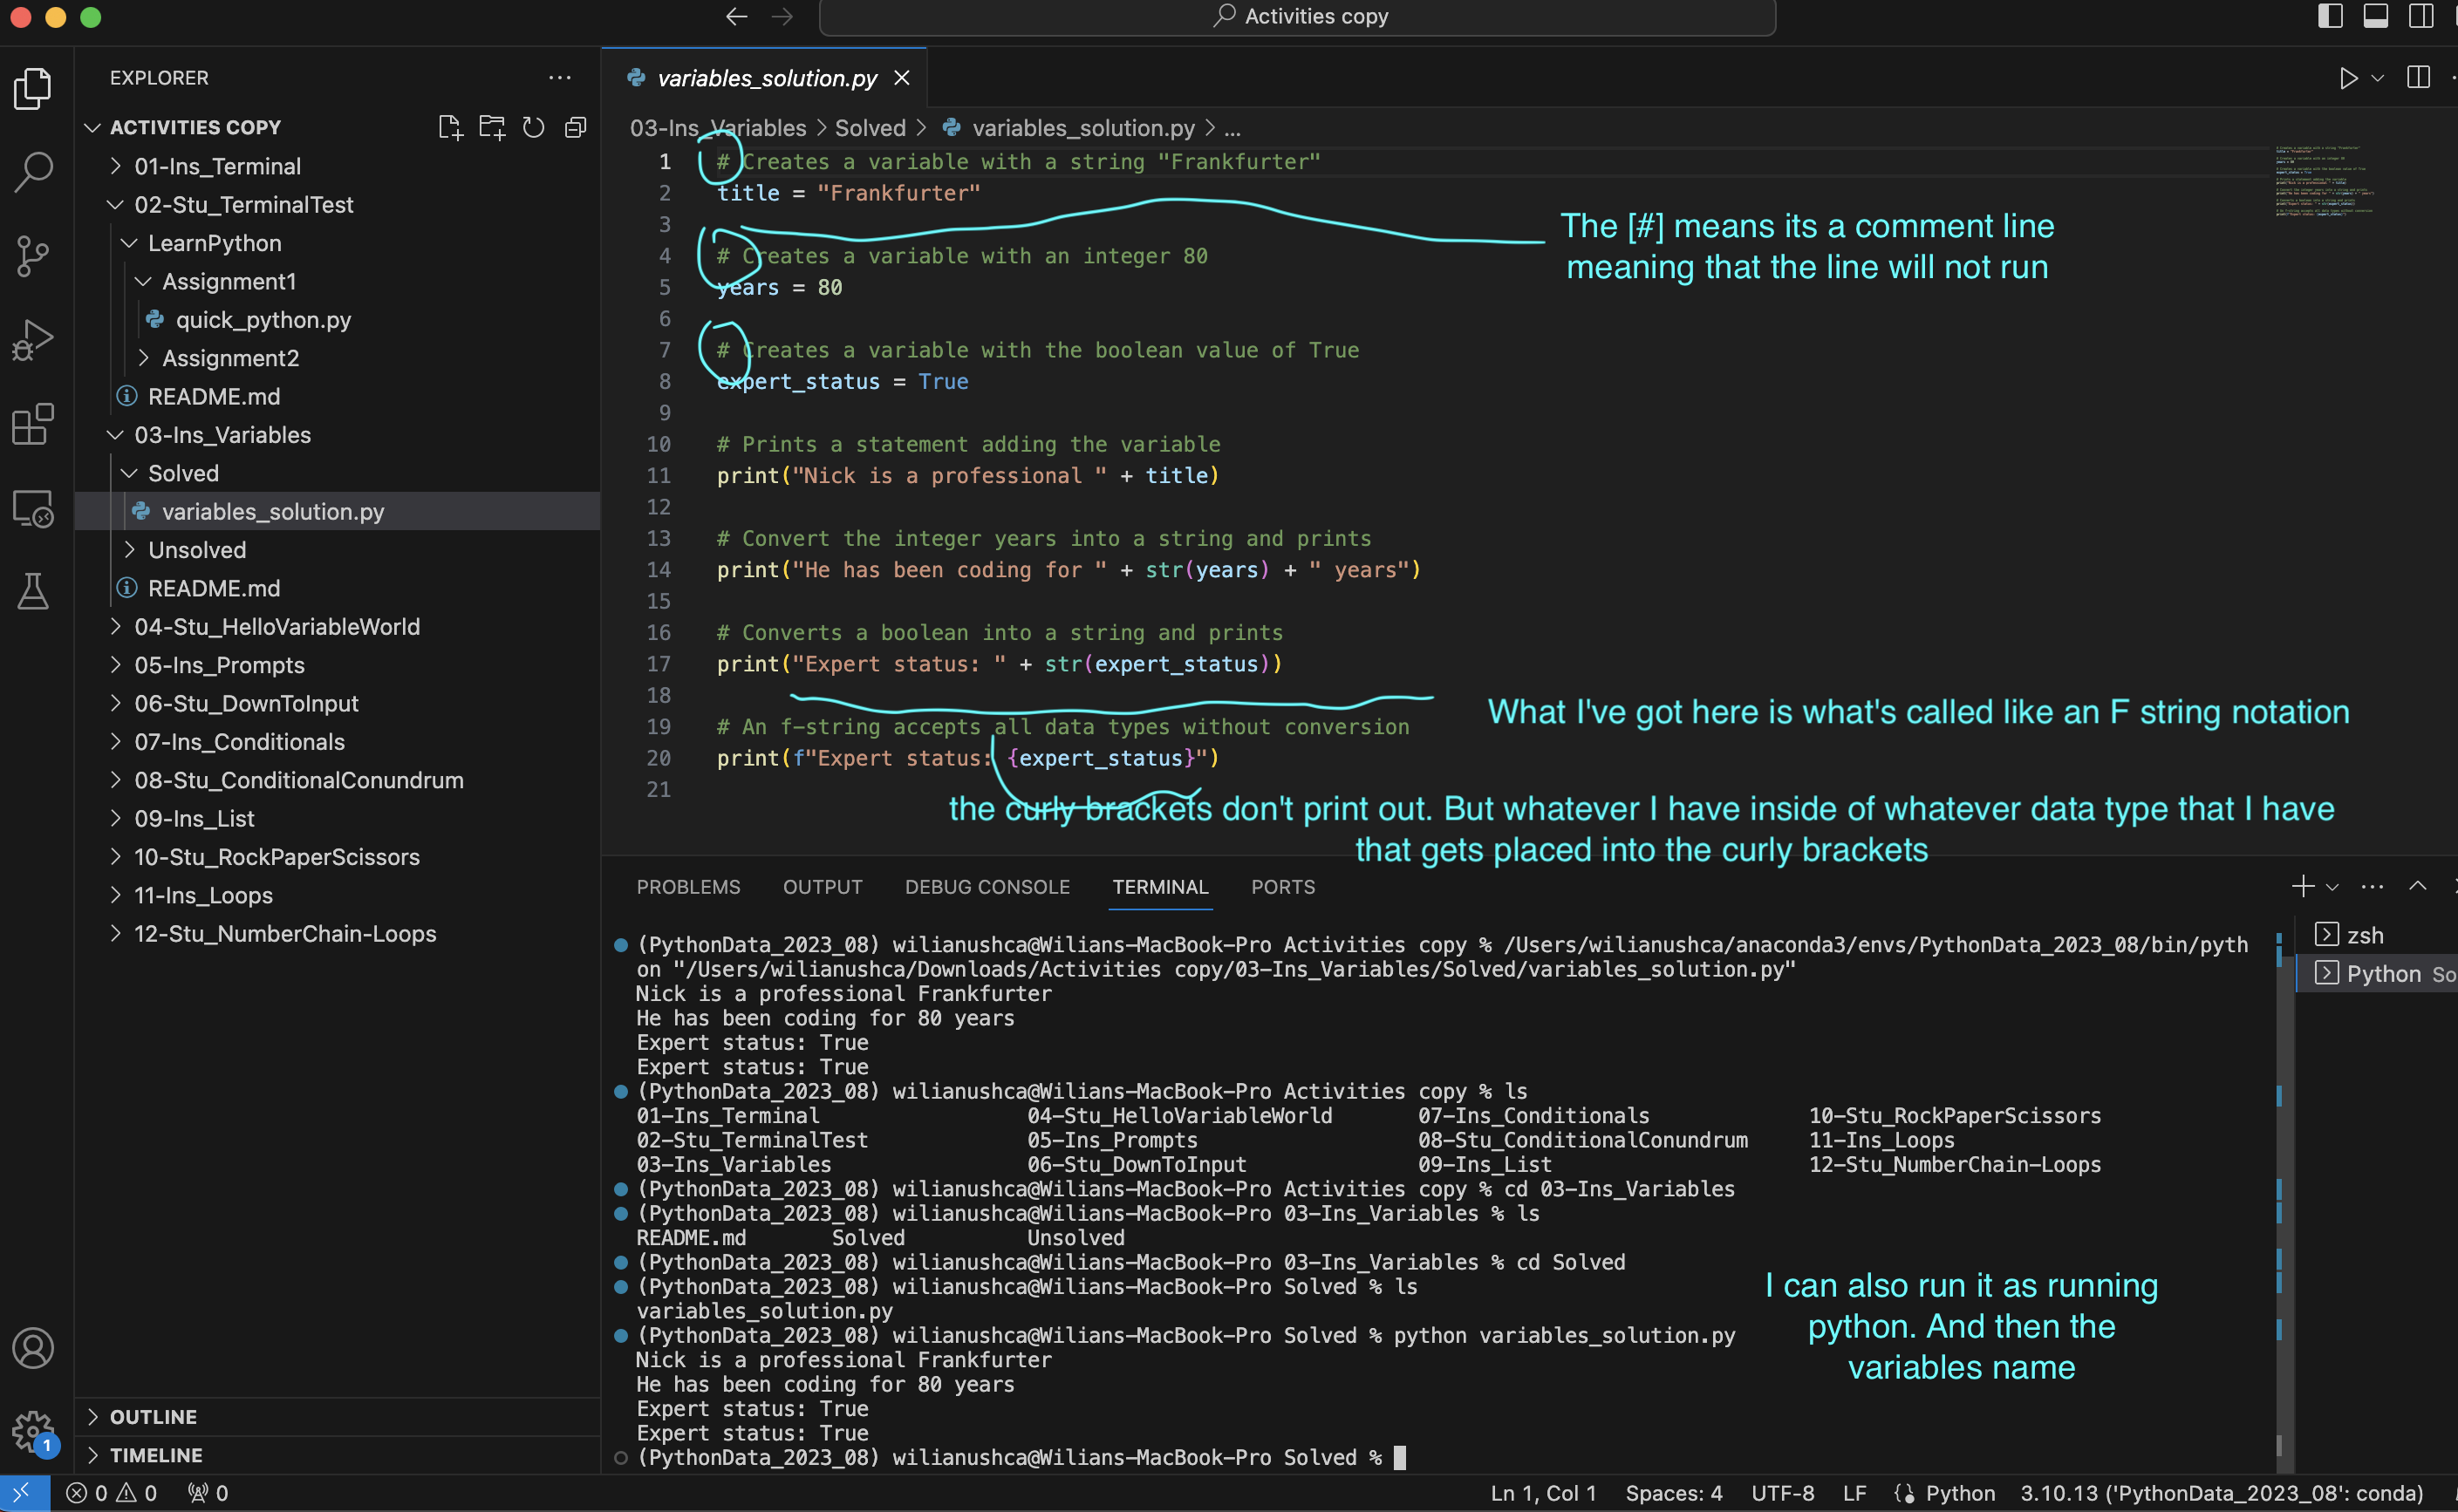 Activities copy
EXPLORER
ACTIVITIES COPY
01-Ins_Terminal
02-Stu_TerminalTest
LearnPython
Assignment1
quick_python.py
Assignment2
README.md
03-Ins_Variables
Solved
variables_solution.py
Unsolved
README.md
04-Stu_HelloVariableWorld
05-Ins_Prompts
06-Stu_DownToInput
07-Ins_Conditionals
08-Stu_ConditionalConundrum
09-Ins_List
10-Stu_RockPaperScissors
11-Ins_Loops
12-Stu_NumberChain-Loops
OUTLINE
TIMELINE
variables_solution.py
03-Ins_Variables > Solved > variables_solution.py > ...
1 # Creates a variable with a string "Frankfurter"
2 title = "Frankfurter"
3
4 # Creates a variable with an integer 80
5 years = 80
6
7 # Creates a variable with the boolean value of True
8 expert_status = True
9
10 # Prints a statement adding the variable
11 print("Nick is a professional " + title)
12
13 # Convert the integer years into a string and prints
14 print("He has been coding for " + str(years) + " years")
15
16 # Converts a boolean into a string and prints
17 print("Expert status: " + str(expert_status))
18
19 # An f-string accepts all data types without conversion
20 print(f"Expert status: {expert_status}")
21
The [#] means its a comment line
meaning that the line will not run
What I've got here is what's called like an F string notation
the curly brackets don't print out. But whatever I have inside of whatever data type that I have
that gets placed into the curly brackets
PROBLEMS OUTPUT DEBUG CONSOLE TERMINAL PORTS
(PythonData_2023_08) wilianushca@Wilians-MacBook-Pro Activities copy % /Users/wilianushca/anaconda3/envs/PythonData_2023_08/bin/pyth
on "/Users/wilianushca/Downloads/Activities copy/03-Ins_Variables/Solved/variables_solution.py"
Nick is a professional Frankfurter
He has been coding for 80 years
Expert status: True
Expert status: True
(PythonData_2023_08) wilianushca@Wilians-MacBook-Pro Activities copy % ls
01-Ins_Terminal 04-Stu_HelloVariableWorld 07-Ins_Conditionals 10-Stu_RockPaperScissors
02-Stu_TerminalTest 05-Ins_Prompts 08-Stu_ConditionalConundrum 11-Ins_Loops
03-Ins_Variables 06-Stu_DownToInput 09-Ins_List 12-Stu_NumberChain-Loops
(PythonData_2023_08) wilianushca@Wilians-MacBook-Pro Activities copy % cd 03-Ins_Variables
(PythonData_2023_08) wilianushca@Wilians-MacBook-Pro 03-Ins_Variables % ls
README.md Solved Unsolved
(PythonData_2023_08) wilianushca@Wilians-MacBook-Pro 03-Ins_Variables % cd Solved
(PythonData_2023_08) wilianushca@Wilians-MacBook-Pro Solved % ls
variables_solution.py
(PythonData_2023_08) wilianushca@Wilians-MacBook-Pro Solved % python variables_solution.py
Nick is a professional Frankfurter
He has been coding for 80 years
Expert status: True
Expert status: True
(PythonData_2023_08) wilianushca@Wilians-MacBook-Pro Solved %
I can also run it as running
python. And then the
variables name
zsh
Python So
1
0 0 0
Ln 1, Col 1 Spaces: 4 UTF-8 LF Python 3.10.13 ('PythonData_2023_08': conda)